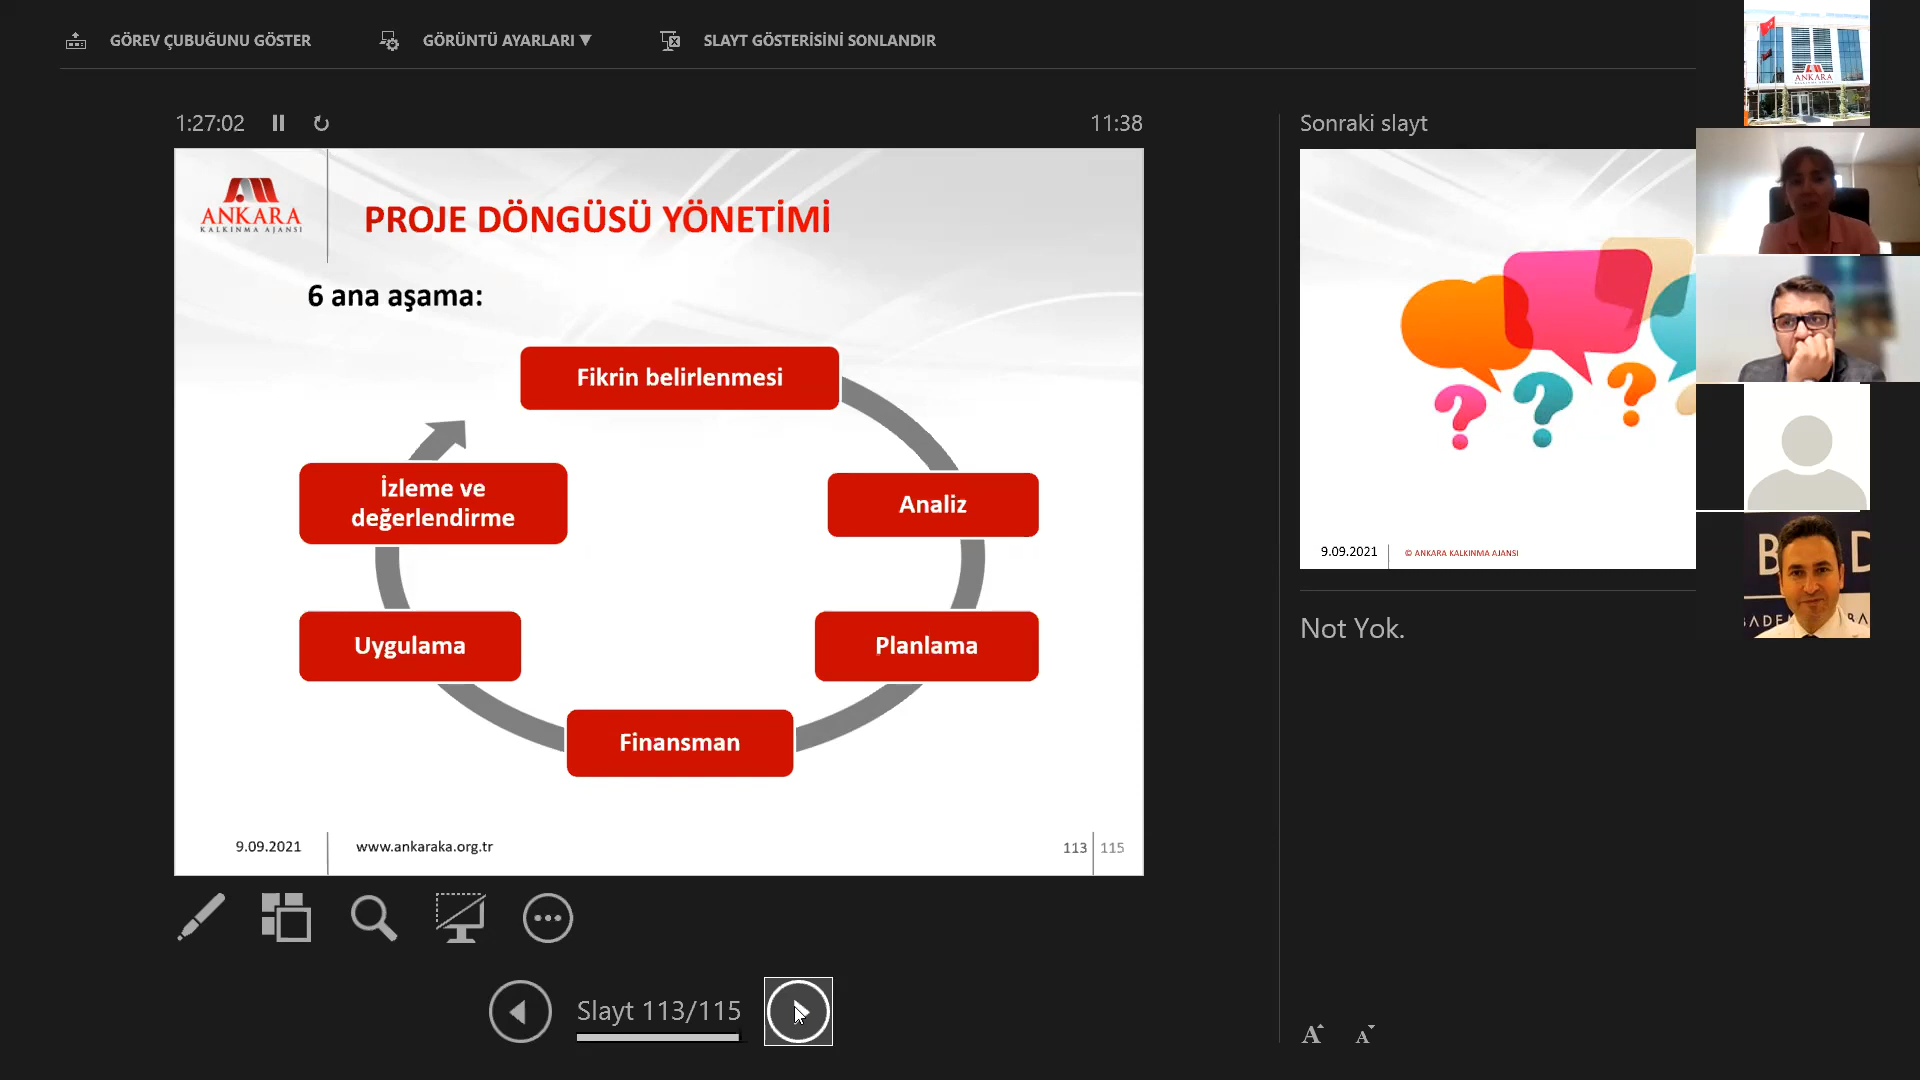 GÖREV ÇUBUĞUNU GÖSTER
GÖRÜNTÜ AYARLARI
SLAYT GÖSTERİSİNİ SONLANDIR
1:27:02
11:38
ANKARA
KALKINMA AJANSI
PROJE DÖNGÜSÜ YÖNETİMİ
6 ana aşama:
Fikrin belirlenmesi
Analiz
Planlama
Finansman
Uygulama
İzleme ve
değerlendirme
9.09.2021
www.ankaraka.org.tr
113 115
Slayt 113/115
Sonraki slayt
9.09.2021
© ANKARA KALKINMA AJANSI
Not Yok.
A A
ANKARA